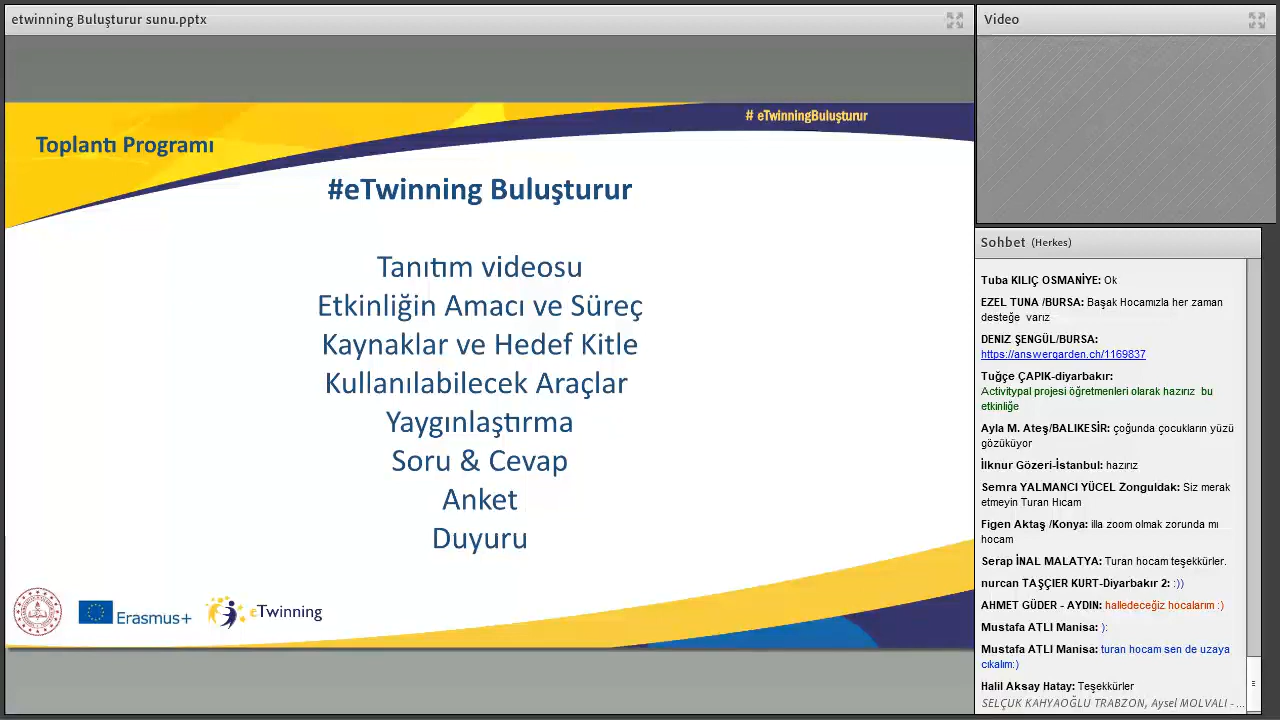 etwinning Buluşturur sunu.pptx
# eTwinningBuluşturur
Toplantı Programı
#eTwinning Buluşturur
Tanıtım videosu
Etkinliğin Amacı ve Süreç
Kaynaklar ve Hedef Kitle
Kullanılabilecek Araçlar
Yaygınlaştırma
Soru & Cevap
Anket
Duyuru
Erasmus+
eTwinning
Video
Sohbet (Herkes)
Tuba KILIÇ OSMANİYE: Ok
EZEL TUNA /BURSA: Başak Hocamızla her zaman
desteğe varız
DENIZ ŞENGÜL/BURSA:
https://answergarden.ch/1169837
Tuğçe ÇAPIK-diyarbakır:
Activitypal projesi öğretmenleri olarak hazırız bu
etkinliğe
Ayla M. Ateş/BALIKESİR: çoğunda çocukların yüzü
gözüküyor
İlknur Gözeri-İstanbul: hazırız
Semra YALMANCI YÜCEL Zonguldak: Siz merak
etmeyin Turan Hıcam
Figen Aktaş /Konya: illa zoom olmak zorunda mı
hocam
Serap İNAL MALATYA: Turan hocam teşekkürler.
nurcan TAŞÇIER KURT-Diyarbakır 2: :))
AHMET GÜDER - AYDIN: halledeceğiz hocalarım :)
Mustafa ATLI Manisa: ):
Mustafa ATLI Manisa: turan hocam sen de uzaya
cıkalım:)
Halil Aksay Hatay: Teşekkürler
SELÇUK KAHYAOĞLU TRABZON, Aysel MOLVALI - ...